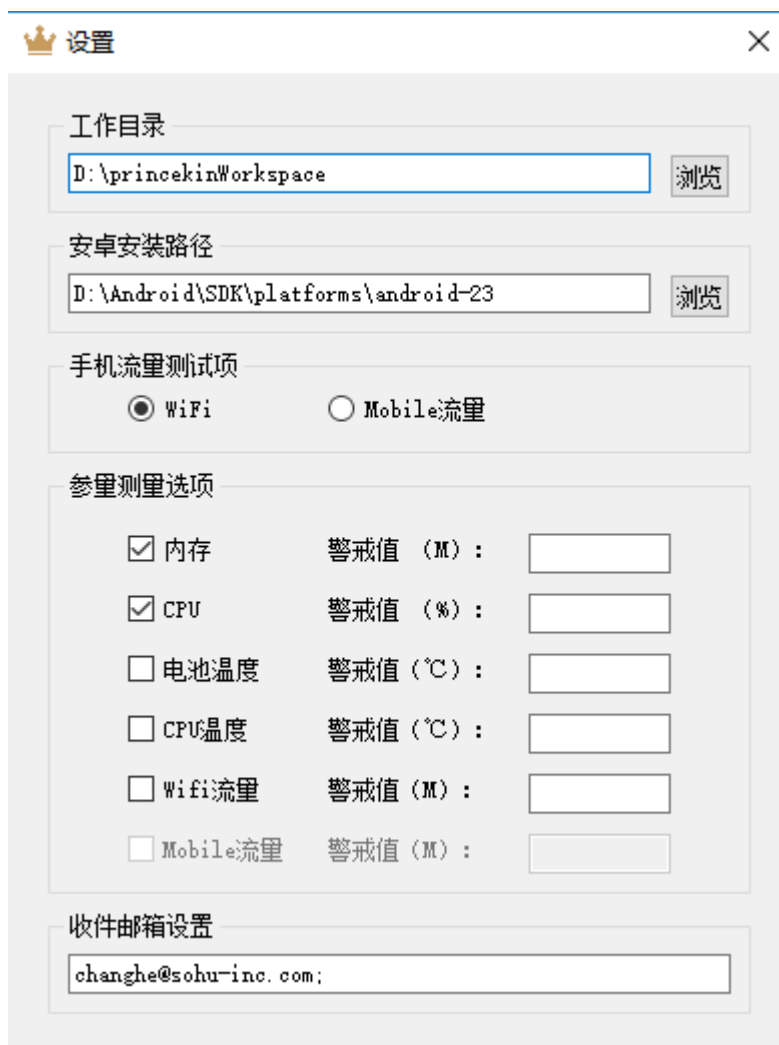 设置
工作目录
D:\princekinWorkspace 浏览
安卓安装路径
D:\Android\SDK\platforms\android-23 浏览
手机流量测试项
WiFi Mobile流量
参量测量选项
内存 警戒值 (M)：
CPU 警戒值 (%)：
电池温度 警戒值(℃)：
CPU温度 警戒值(℃)：
Wifi流量 警戒值(M)：
Mobile流量 警戒值(M)：
收件邮箱设置
changhe@sohu-inc.com;